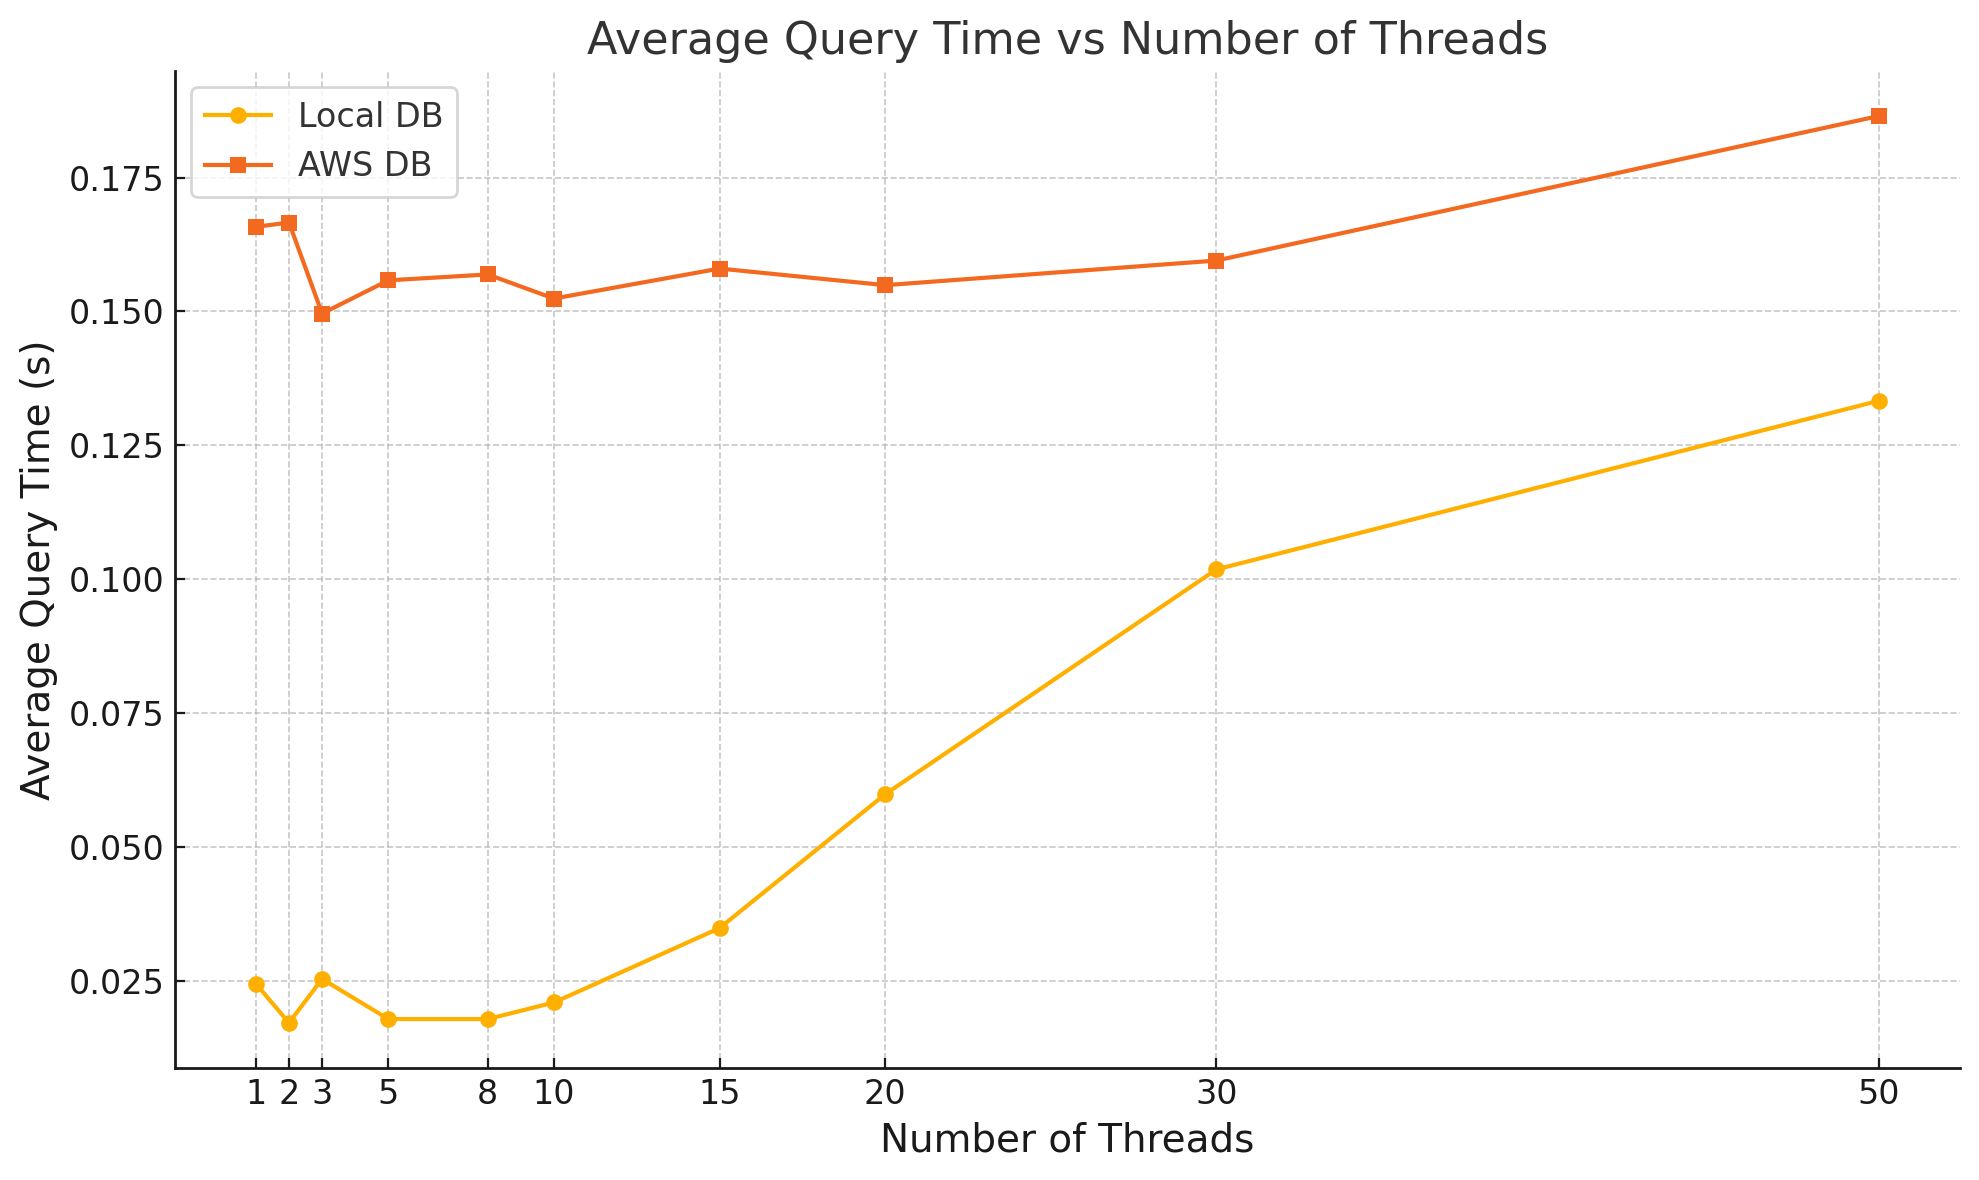 Average Query Time vs Number of Threads
Local DB
AWS DB
0.175
0.150
0.125
0.100
0.075
0.050
0.025
Average Query Time (s)
1 2 3 5 8 10 15 20 30 50
Number of Threads